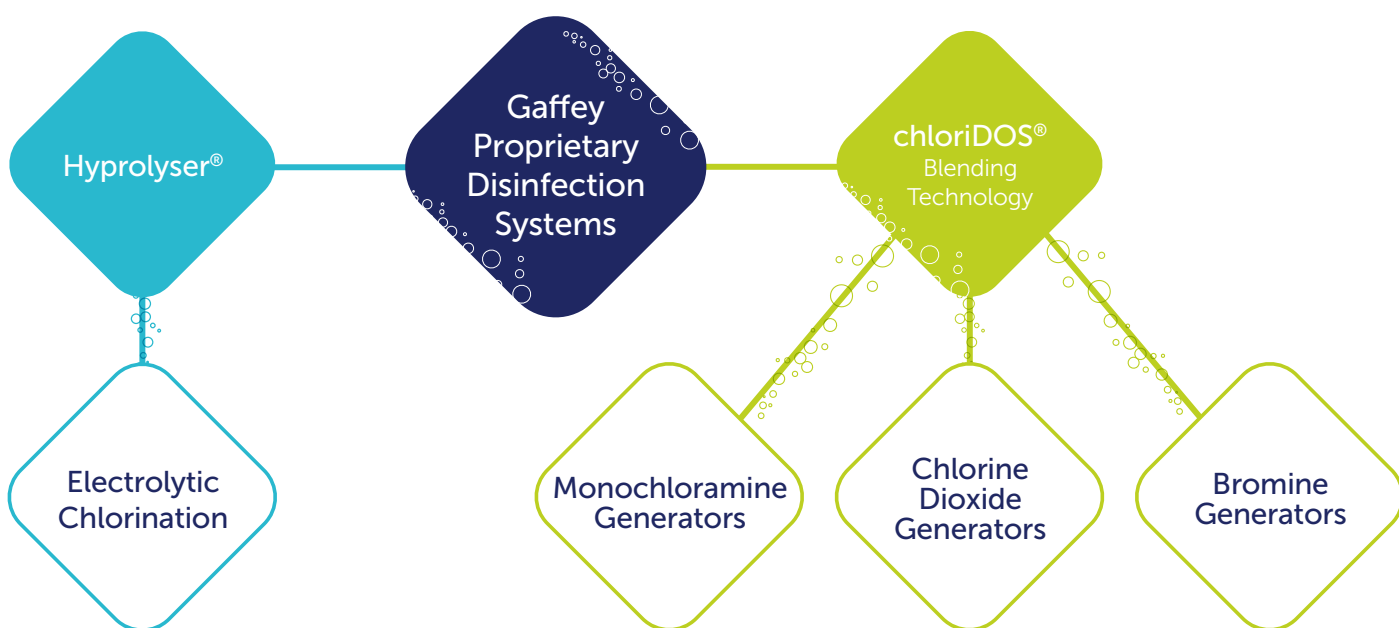 Gaffey
Proprietary
Disinfection
Systems
Hyprolyser®
chloriDOS®
Blending
Technology
Electrolytic
Chlorination
Monochloramine
Generators
Chlorine
Dioxide
Generators
Bromine
Generators